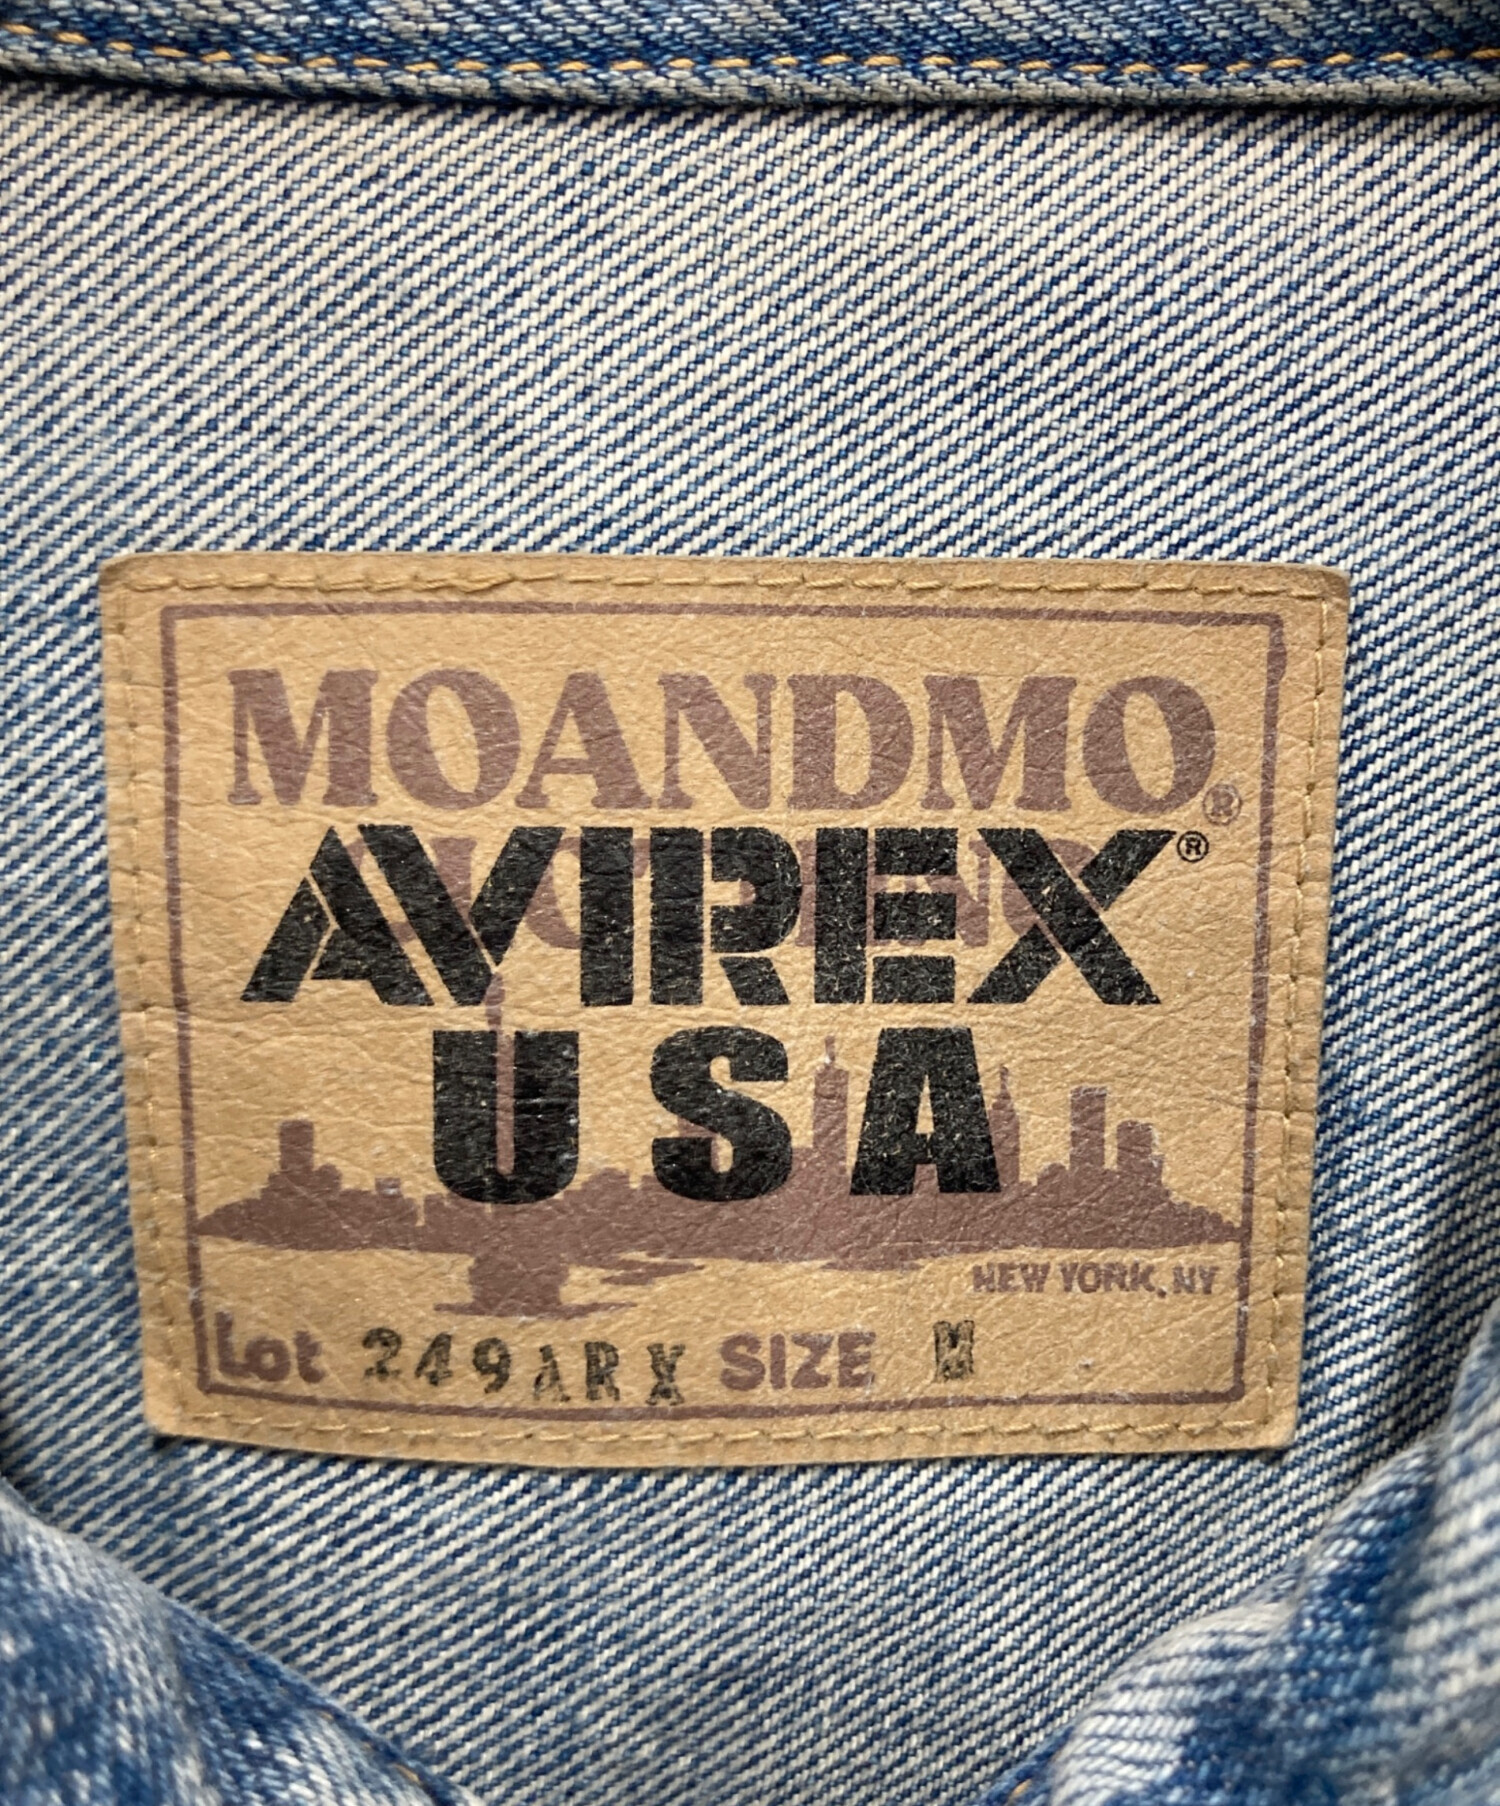 MOANDMO®
AVIREX®
USA
NEW YORK, NY
Lot 249ARX SIZE M